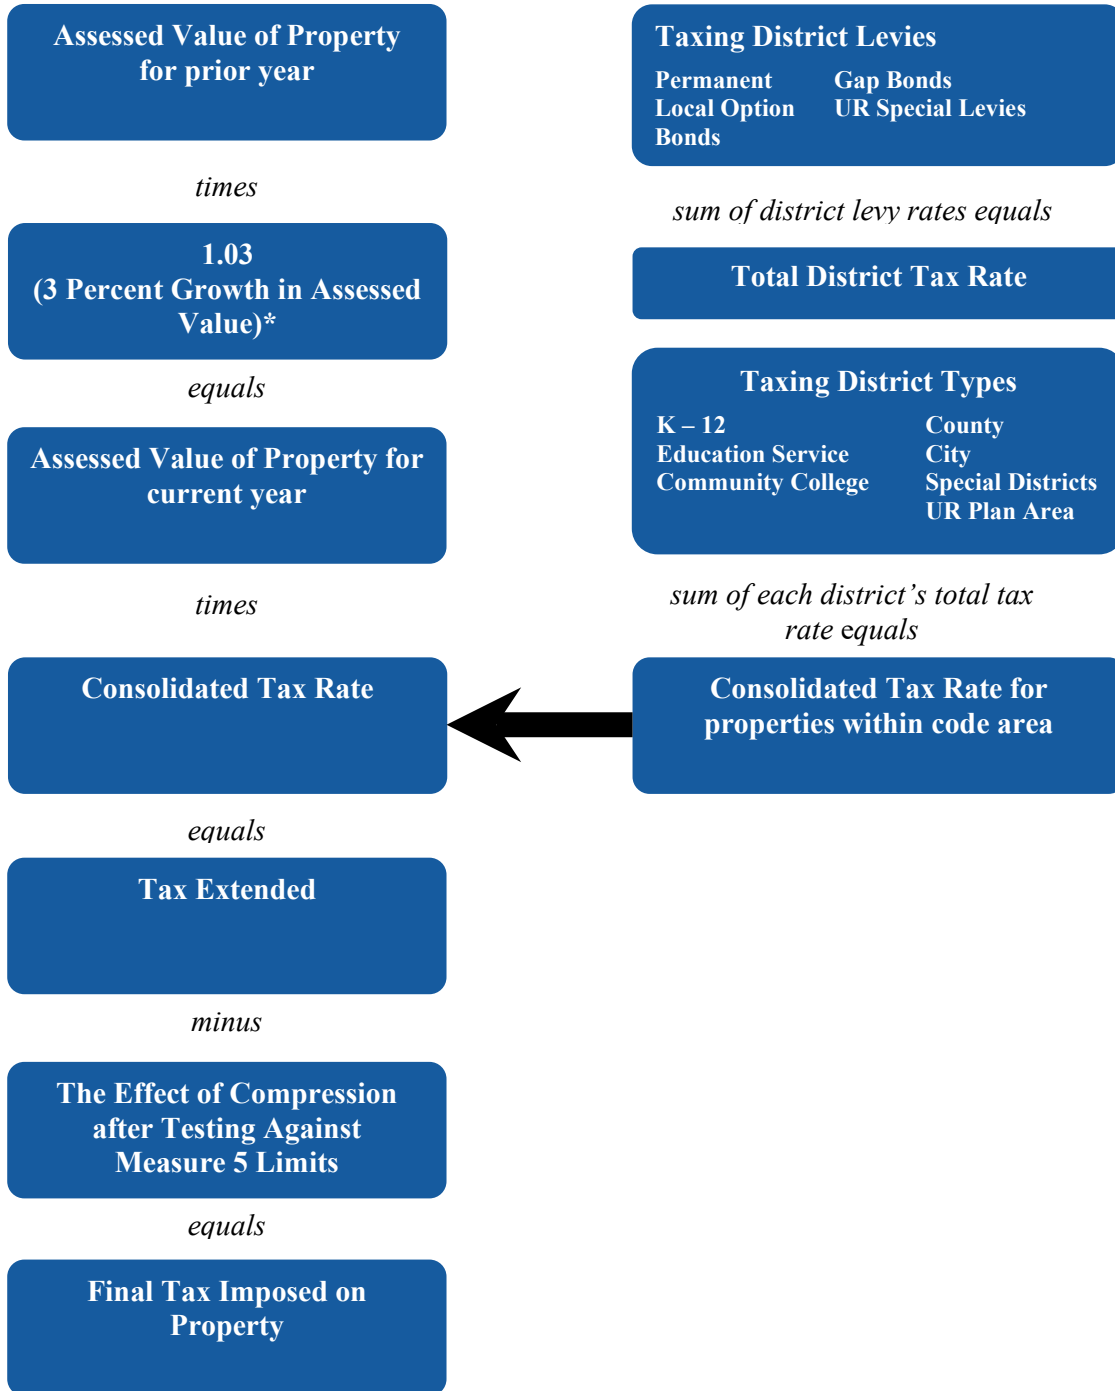 Assessed Value of Property
for prior year
times
1.03
(3 Percent Growth in Assessed
Value)*
equals
Assessed Value of Property for
current year
times
Consolidated Tax Rate
equals
Tax Extended
minus
The Effect of Compression
after Testing Against
Measure 5 Limits
equals
Final Tax Imposed on
Property
Taxing District Levies
Permanent Gap Bonds
Local Option UR Special Levies
Bonds
sum of district levy rates equals
Total District Tax Rate
Taxing District Types
K – 12 County
Education Service City
Community College Special Districts
UR Plan Area
sum of each district’s total tax
rate equals
Consolidated Tax Rate for
properties within code area